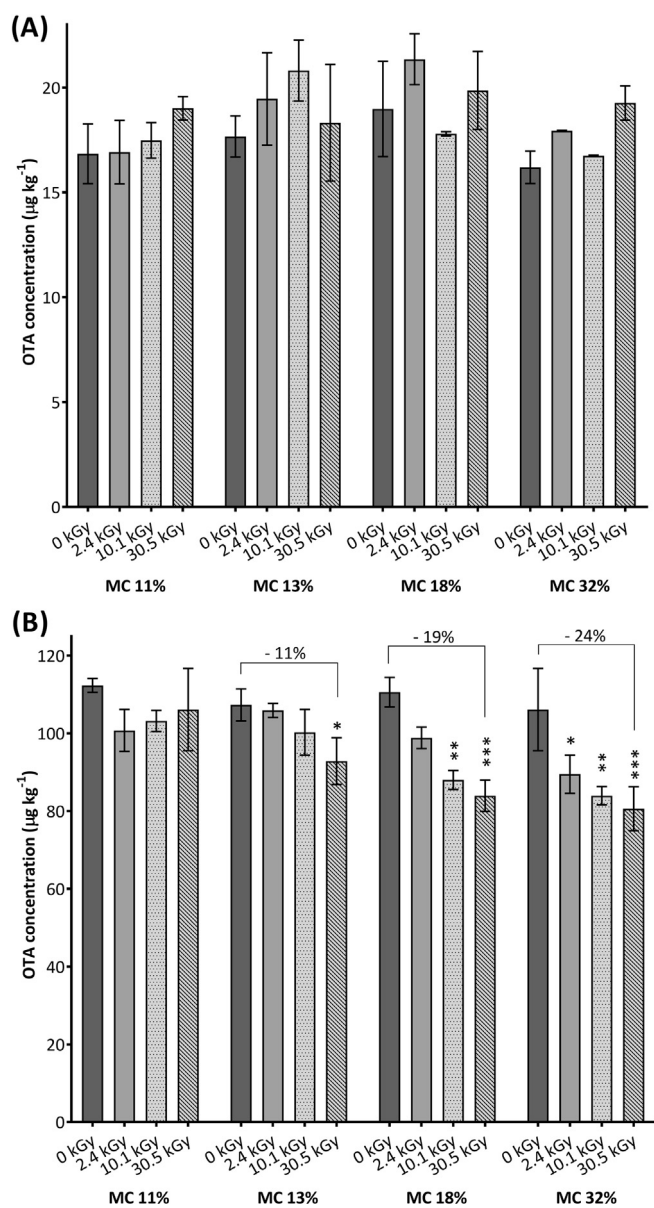 (A)
OTA concentration (µg kg⁻¹)
20
15
10
5
0
0 kGy 2.4 kGy 10.1 kGy 30.5 kGy 0 kGy 2.4 kGy 10.1 kGy 30.5 kGy 0 kGy 2.4 kGy 10.1 kGy 30.5 kGy 0 kGy 2.4 kGy 10.1 kGy 30.5 kGy
MC 11% MC 13% MC 18% MC 32%
(B)
OTA concentration (µg kg⁻¹)
- 11% - 19% - 24%
120
100
80
60
40
20
0
* ** *** * ** ***
0 kGy 2.4 kGy 10.1 kGy 30.5 kGy 0 kGy 2.4 kGy 10.1 kGy 30.5 kGy 0 kGy 2.4 kGy 10.1 kGy 30.5 kGy 0 kGy 2.4 kGy 10.1 kGy 30.5 kGy
MC 11% MC 13% MC 18% MC 32%